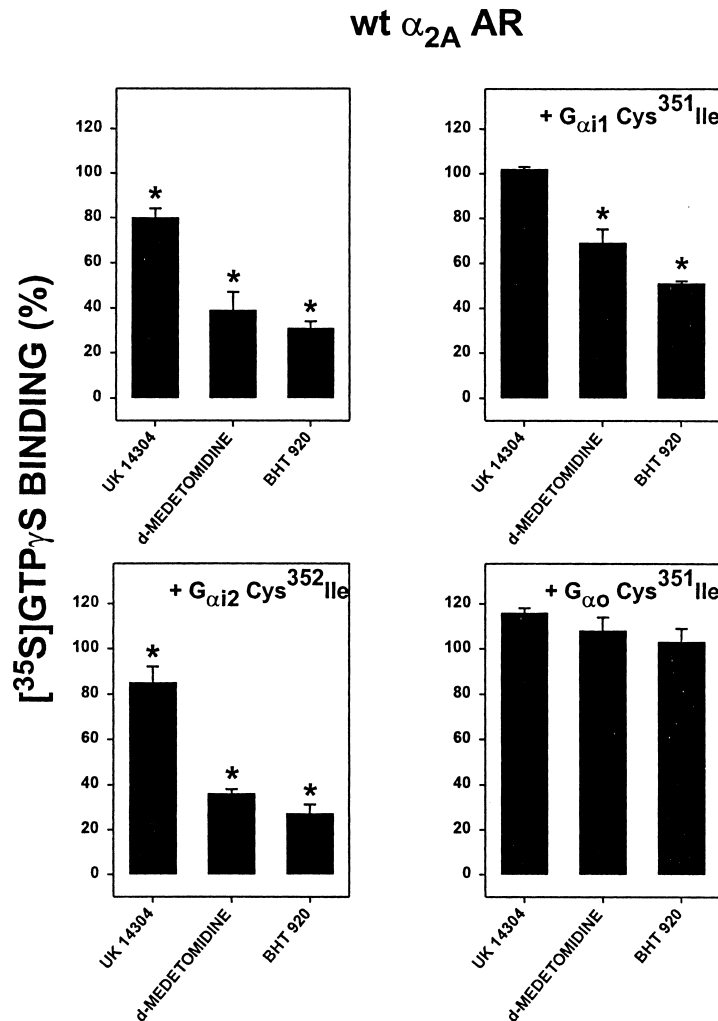 wt α2A AR
[35S]GTPγS BINDING (%)
120
100
80
60
40
20
0
*
*
*
UK 14304
d-MEDETOMIDINE
BHT 920
+ Gαi1 Cys351Ile
120
100
80
60
40
20
0
*
*
UK 14304
d-MEDETOMIDINE
BHT 920
+ Gαi2 Cys352Ile
120
100
80
60
40
20
0
*
*
*
UK 14304
d-MEDETOMIDINE
BHT 920
+ Gαo Cys351Ile
120
100
80
60
40
20
0
UK 14304
d-MEDETOMIDINE
BHT 920